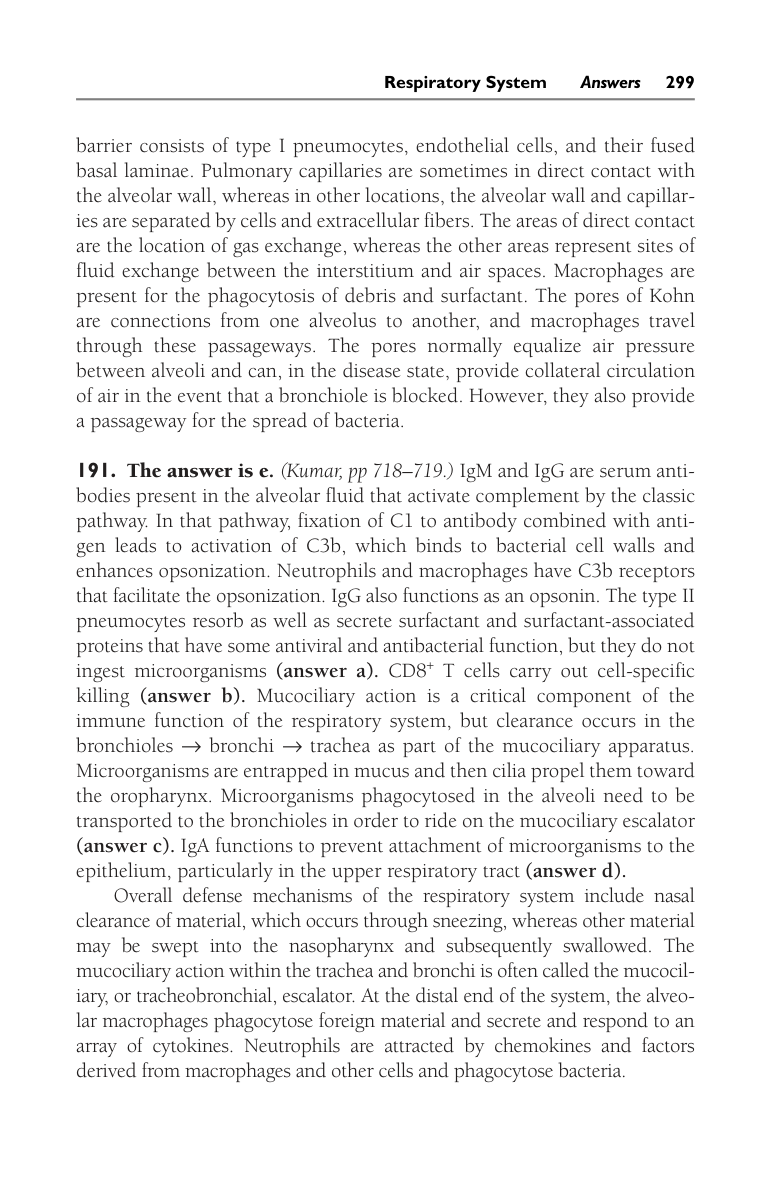 Respiratory System Answers 299
barrier consists of type I pneumocytes, endothelial cells, and their fused
basal laminae. Pulmonary capillaries are sometimes in direct contact with
the alveolar wall, whereas in other locations, the alveolar wall and capillar-
ies are separated by cells and extracellular fibers. The areas of direct contact
are the location of gas exchange, whereas the other areas represent sites of
fluid exchange between the interstitium and air spaces. Macrophages are
present for the phagocytosis of debris and surfactant. The pores of Kohn
are connections from one alveolus to another, and macrophages travel
through these passageways. The pores normally equalize air pressure
between alveoli and can, in the disease state, provide collateral circulation
of air in the event that a bronchiole is blocked. However, they also provide
a passageway for the spread of bacteria.
191. The answer is e. (Kumar, pp 718–719.) IgM and IgG are serum anti-
bodies present in the alveolar fluid that activate complement by the classic
pathway. In that pathway, fixation of C1 to antibody combined with anti-
gen leads to activation of C3b, which binds to bacterial cell walls and
enhances opsonization. Neutrophils and macrophages have C3b receptors
that facilitate the opsonization. IgG also functions as an opsonin. The type II
pneumocytes resorb as well as secrete surfactant and surfactant-associated
proteins that have some antiviral and antibacterial function, but they do not
ingest microorganisms (answer a). CD8⁺ T cells carry out cell-specific
killing (answer b). Mucociliary action is a critical component of the
immune function of the respiratory system, but clearance occurs in the
bronchioles → bronchi → trachea as part of the mucociliary apparatus.
Microorganisms are entrapped in mucus and then cilia propel them toward
the oropharynx. Microorganisms phagocytosed in the alveoli need to be
transported to the bronchioles in order to ride on the mucociliary escalator
(answer c). IgA functions to prevent attachment of microorganisms to the
epithelium, particularly in the upper respiratory tract (answer d).
Overall defense mechanisms of the respiratory system include nasal
clearance of material, which occurs through sneezing, whereas other material
may be swept into the nasopharynx and subsequently swallowed. The
mucociliary action within the trachea and bronchi is often called the mucocil-
iary, or tracheobronchial, escalator. At the distal end of the system, the alveo-
lar macrophages phagocytose foreign material and secrete and respond to an
array of cytokines. Neutrophils are attracted by chemokines and factors
derived from macrophages and other cells and phagocytose bacteria.